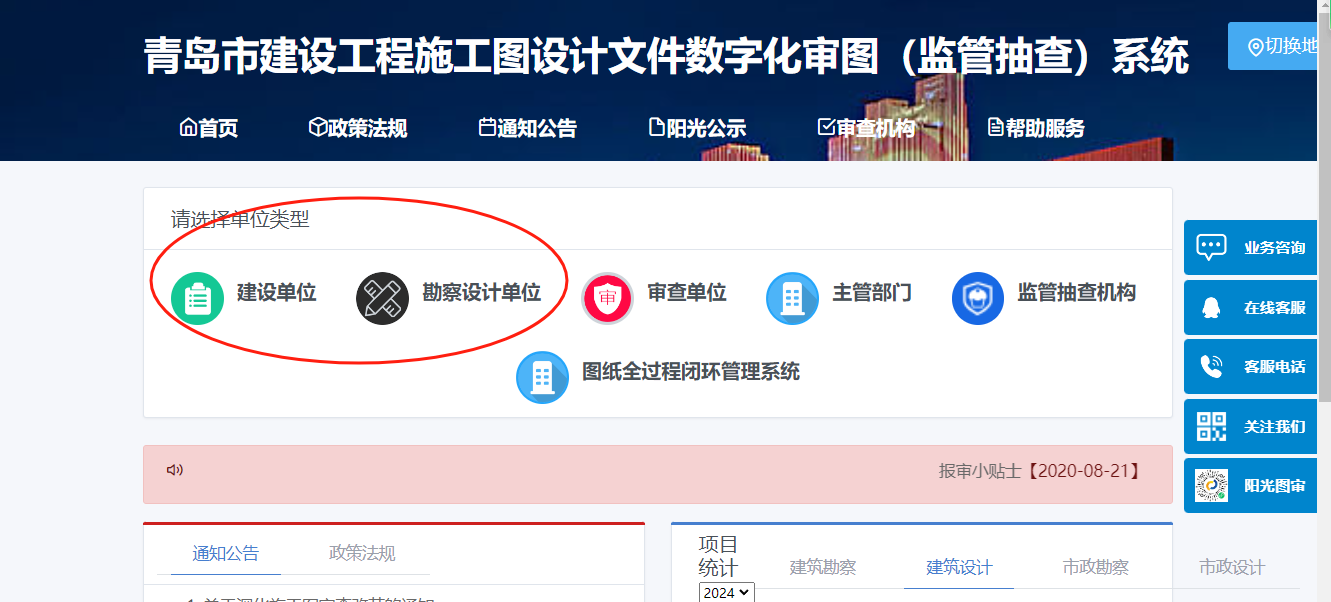 青岛市建设工程施工图设计文件数字化审图（监管抽查）系统
切换地
首页 政策法规 通知公告 阳光公示 审查机构 帮助服务
请选择单位类型
建设单位 勘察设计单位 审 审查单位 主管部门 监管抽查机构
图纸全过程闭环管理系统
业务咨询
在线客服
客服电话
关注我们
阳光图审
报审小贴士【2020-08-21】
通知公告 政策法规
项目
统计
2024
建筑勘察 建筑设计 市政勘察 市政设计